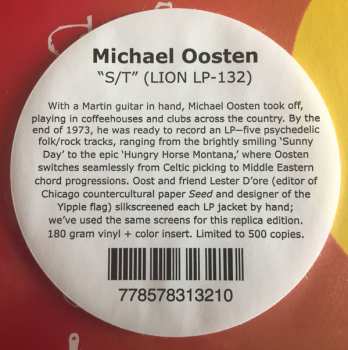 Michael Oosten
“S/T” (LION LP-132)
With a Martin guitar in hand, Michael Oosten took off,
playing in coffeehouses and clubs across the country. By the
end of 1973, he was ready to record an LP—five psychedelic
folk/rock tracks, ranging from the brightly smiling ‘Sunny
Day’ to the epic ‘Hungry Horse Montana,’ where Oosten
switches seamlessly from Celtic picking to Middle Eastern
chord progressions. Oost and friend Lester D’ore (editor of
Chicago countercultural paper Seed and designer of the
Yippie flag) silkscreened each LP jacket by hand;
we’ve used the same screens for this replica edition.
180 gram vinyl + color insert. Limited to 500 copies.
778578313210